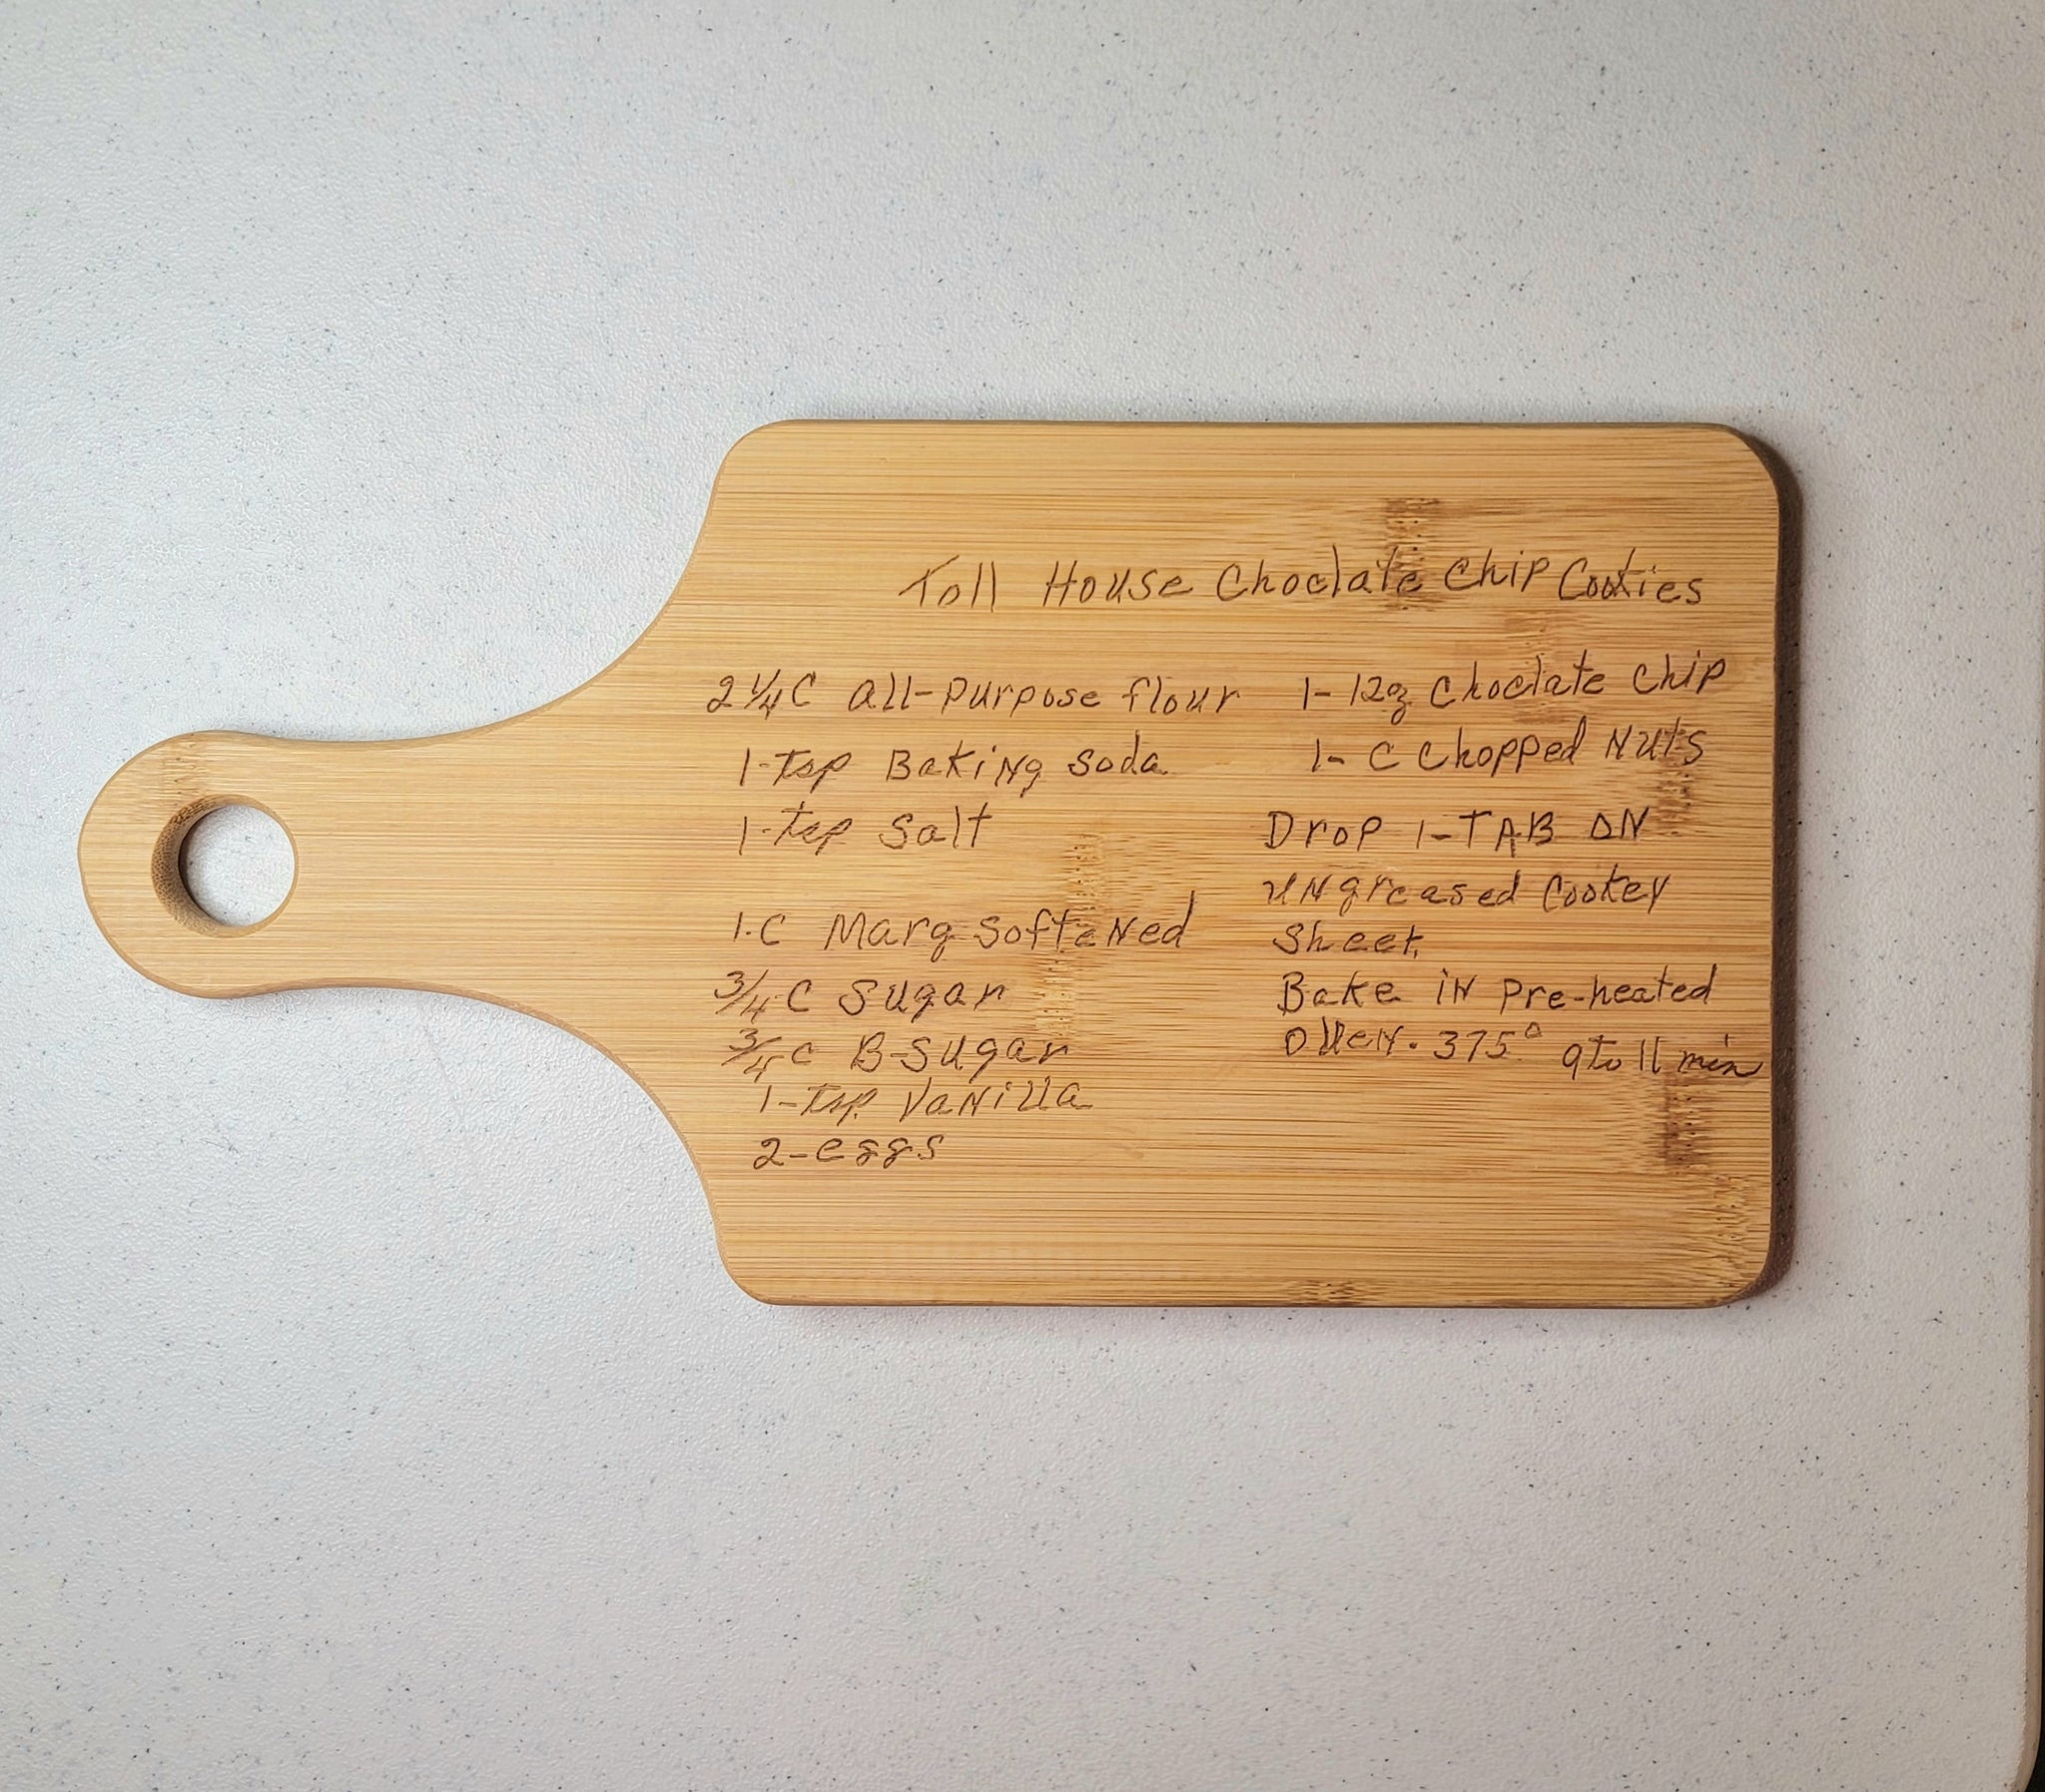 Toll House Choclate Chip Cookies
2 1/4 C all-purpose flour
1-tsp Baking Soda
1-tsp Salt
1-C Marg Softened
3/4 C Sugar
3/4 C B-Sugar
1-tsp. Vanilla
2-eggs
1-12oz Choclate Chip
1-C Chopped Nuts
Drop 1-TAB ON
UNgreased Cookey
Sheet.
Bake in Pre-heated
Oven. 375° 9 to 11 min